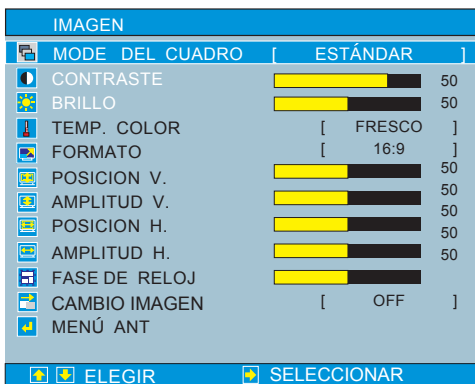 IMAGEN
MODE DEL CUADRO [ ESTÁNDAR ]
CONTRASTE 50
BRILLO 50
TEMP. COLOR [ FRESCO ]
FORMATO [ 16:9 ]
POSICION V. 50
AMPLITUD V. 50
POSICION H. 50
AMPLITUD H. 50
FASE DE RELOJ 50
CAMBIO IMAGEN [ OFF ]
MENÚ ANT
ELEGIR SELECCIONAR